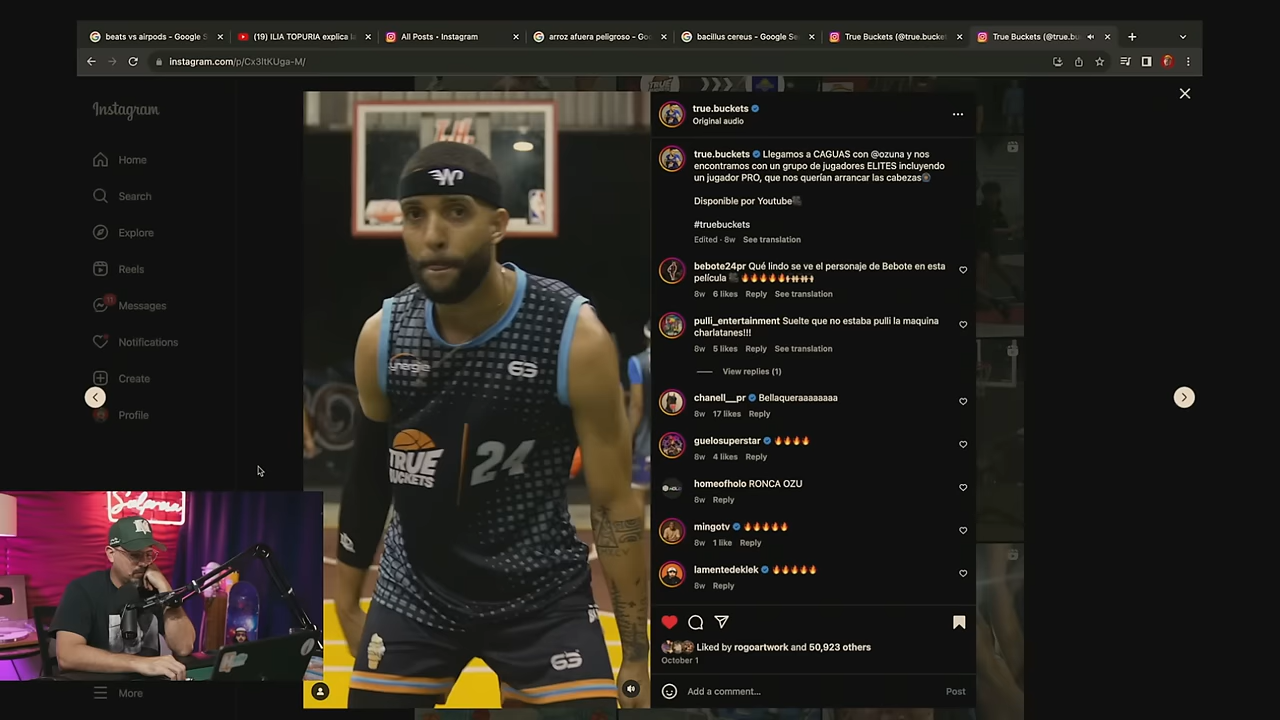 beats vs airpods - Google S
(19) ILIA TOPURIA explica la
All Posts • Instagram
arroz afuera peligroso - Goo
bacillus cereus - Google Se
True Buckets (@true.bucket
True Buckets (@true.bu
instagram.com/p/Cx3ltKUga-M/
Instagram
Home
Search
Explore
Reels
Messages
Notifications
Create
Profile
More
TRUE
BUCKETS
24
63
63
true.buckets
Original audio
true.buckets Llegamos a CAGUAS con @ozuna y nos
encontramos con un grupo de jugadores ELITES incluyendo
un jugador PRO, que nos querían arrancar las cabezas
Disponible por Youtube
#truebuckets
Edited · 8w See translation
bebote24pr Qué lindo se ve el personaje de Bebote en esta
película 🔥🔥🔥🔥🔥
8w 6 likes Reply See translation
pulli_entertainment Suelte que no estaba pulli la maquina
charlatanes!!!
8w 5 likes Reply See translation
View replies (1)
chanell__pr Bellaqueraaaaaaaa
8w 17 likes Reply
guelosuperstar 🔥🔥🔥🔥
8w 4 likes Reply
homeofholo RONCA OZU
8w Reply
mingotv 🔥🔥🔥🔥🔥
8w 1 like Reply
lamentedeklek 🔥🔥🔥🔥🔥
8w Reply
Liked by rogoartwork and 50,923 others
October 1
Add a comment...
Post